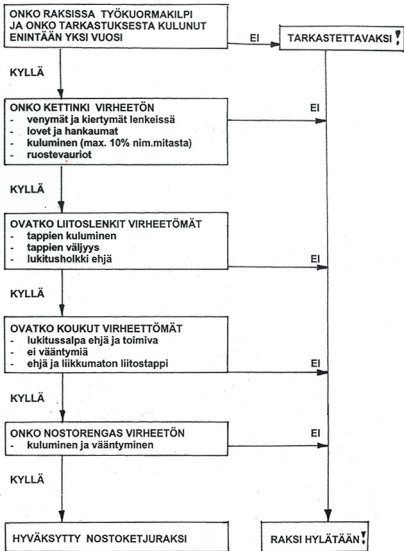 ONKO RAKSISSA TYÖKUORMAKILPI
JA ONKO TARKASTUKSESTA KULUNUT
ENINTÄÄN YKSI VUOSI
EI
TARKASTETTAVAKSI !
KYLLÄ
ONKO KETTINKI VIRHEETÖN
- venymät ja kiertymät lenkeissä
- lovet ja hankaumat
- kuluminen (max. 10% nim.mitasta)
- ruostevauriot
EI
KYLLÄ
OVATKO LIITOSLENKIT VIRHEETÖMÄT
- tappien kuluminen
- tappien väljyys
- lukitusholkki ehjä
EI
KYLLÄ
OVATKO KOUKUT VIRHEETTÖMÄT
- lukitussalpa ehjä ja toimiva
- ei vääntymiä
- ehjä ja liikkumaton liitostappi
EI
KYLLÄ
ONKO NOSTORENGAS VIRHEETÖN
- kuluminen ja vääntyminen
EI
KYLLÄ
HYVÄKSYTTY NOSTOKETJURAKSI
RAKSI HYLÄTÄÄN !